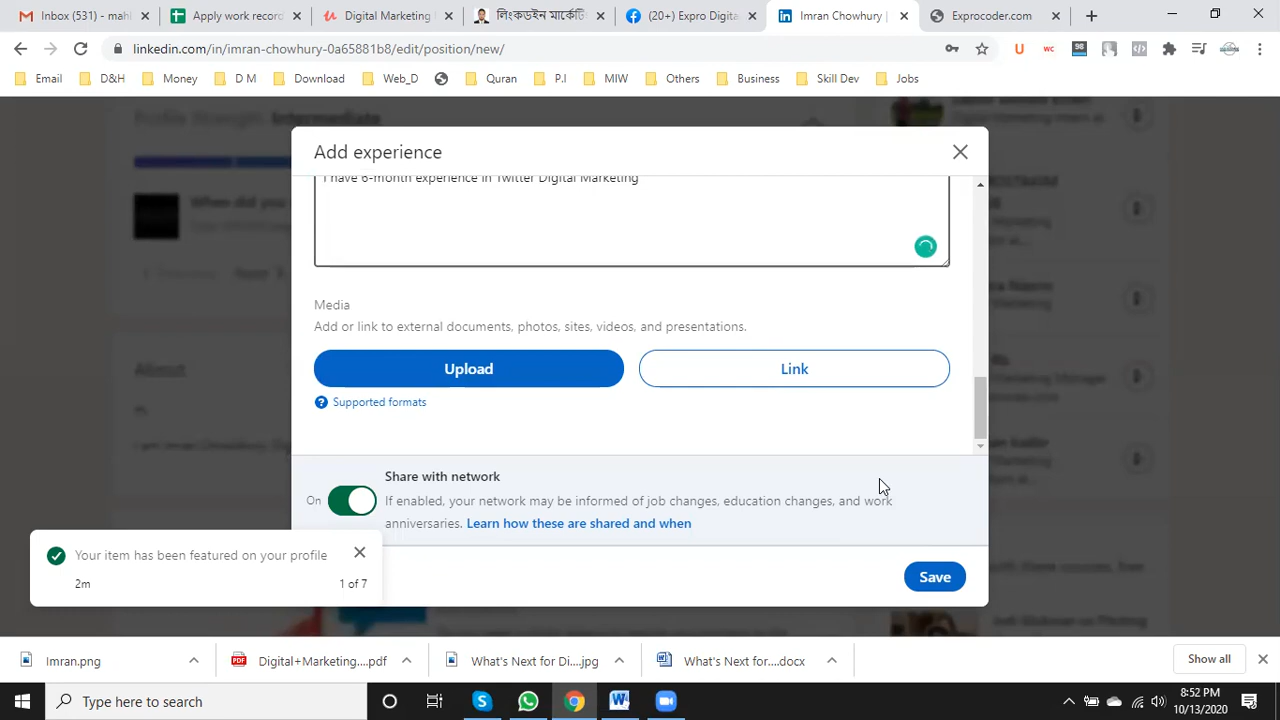 Inbox (531) - mahl
Apply work record
Digital Marketing
লিংকডইন মার্কেটি
(20+) Expro Digita
Imran Chowhury |
Exprocoder.com
linkedin.com/in/imran-chowhury-0a65881b8/edit/position/new/
Email
D&H
Money
D M
Download
Web_D
Quran
P.I
MIW
Others
Business
Skill Dev
Jobs
Profile Strength: Intermediate
Add experience
I have 6-month experience in Twitter Digital Marketing
Media
Add or link to external documents, photos, sites, videos, and presentations.
Upload
Link
Supported formats
About
Share with network
On
If enabled, your network may be informed of job changes, education changes, and work
anniversaries. Learn how these are shared and when
Your item has been featured on your profile
2m
1 of 7
Save
Imran.png
Digital+Marketing....pdf
What's Next for Di....jpg
What's Next for....docx
Show all
Type here to search
8:52 PM
10/13/2020